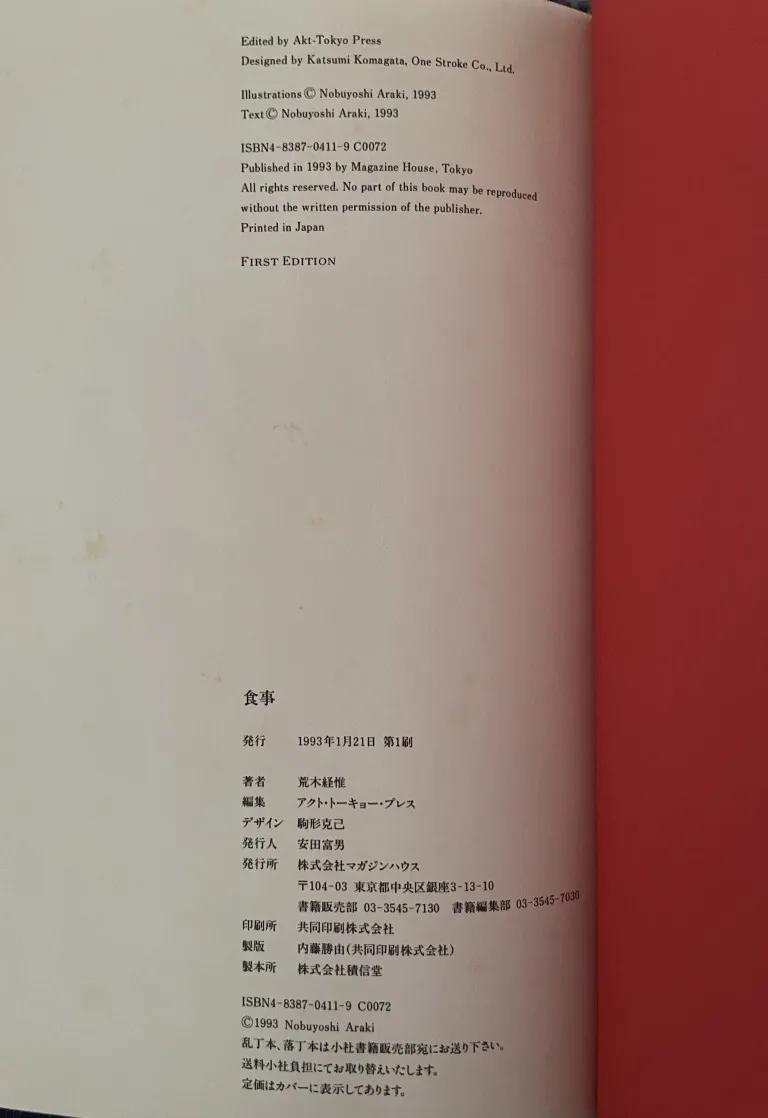 Edited by Akt-Tokyo Press
Designed by Katsumi Komagata, One Stroke Co., Ltd.
Illustrations © Nobuyoshi Araki, 1993
Text © Nobuyoshi Araki, 1993
ISBN4-8387-0411-9 C0072
Published in 1993 by Magazine House, Tokyo
All rights reserved. No part of this book may be reproduced
without the written permission of the publisher.
Printed in Japan
FIRST EDITION
食事
発行 1993年1月21日 第1刷
著者 荒木経惟
編集 アクト・トーキョー・プレス
デザイン 駒形克己
発行人 安田富男
発行所 株式会社マガジンハウス
〒104-03 東京都中央区銀座3-13-10
書籍販売部 03-3545-7130 書籍編集部 03-3545-7030
印刷所 共同印刷株式会社
製版 内藤勝由(共同印刷株式会社)
製本所 株式会社積信堂
ISBN4-8387-0411-9 C0072
©1993 Nobuyoshi Araki
乱丁本、落丁本は小社書籍販売部宛にお送り下さい。
送料小社負担にてお取り替えいたします。
定価はカバーに表示してあります。